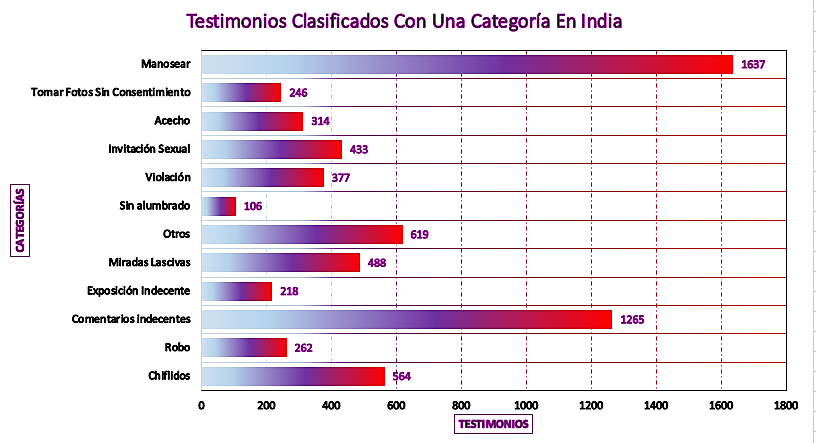 Testimonios Clasificados Con Una Categoría En India
Manosear 1637
Tomar Fotos Sin Consentimiento 246
Acecho 314
Invitación Sexual 433
Violación 377
Sin alumbrado 106
Otros 619
Miradas Lascivas 488
Exposición Indecente 218
Comentarios indecentes 1265
Robo 262
Chiflidos 564
CATEGORÍAS
0 200 400 600 800 1000 1200 1400 1600 1800
TESTIMONIOS